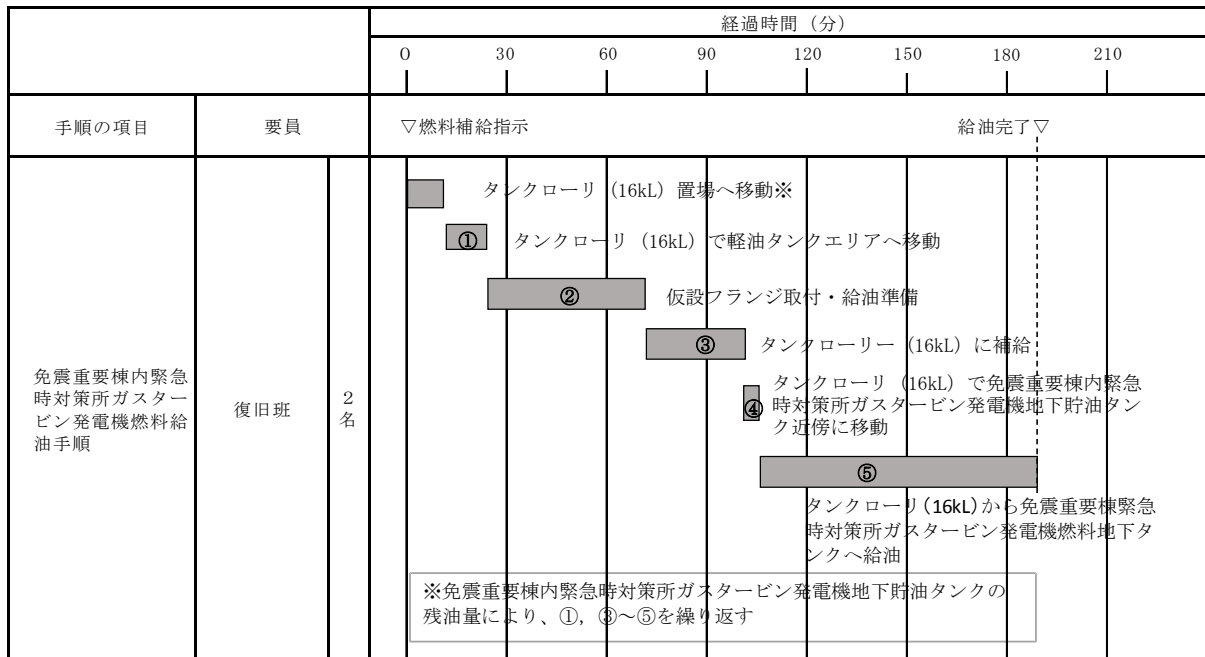 経過時間（分）
0 30 60 90 120 150 180 210
手順の項目 要員 ▽燃料補給指示 給油完了▽
免震重要棟内緊急
時対策所ガスター
ビン発電機燃料給
油手順
復旧班
2
名
タンクローリ（16kL）置場へ移動※
① タンクローリ（16kL）で軽油タンクエリアへ移動
② 仮設フランジ取付・給油準備
③ タンクローリー（16kL）に補給
④ タンクローリ（16kL）で免震重要棟内緊急
時対策所ガスタービン発電機地下貯油タン
ク近傍に移動
⑤
タンクローリ（16kL）から免震重要棟緊急
時対策所ガスタービン発電機燃料地下タ
ンクへ給油
※免震重要棟内緊急時対策所ガスタービン発電機地下貯油タンクの
残油量により、①，③～⑤を繰り返す